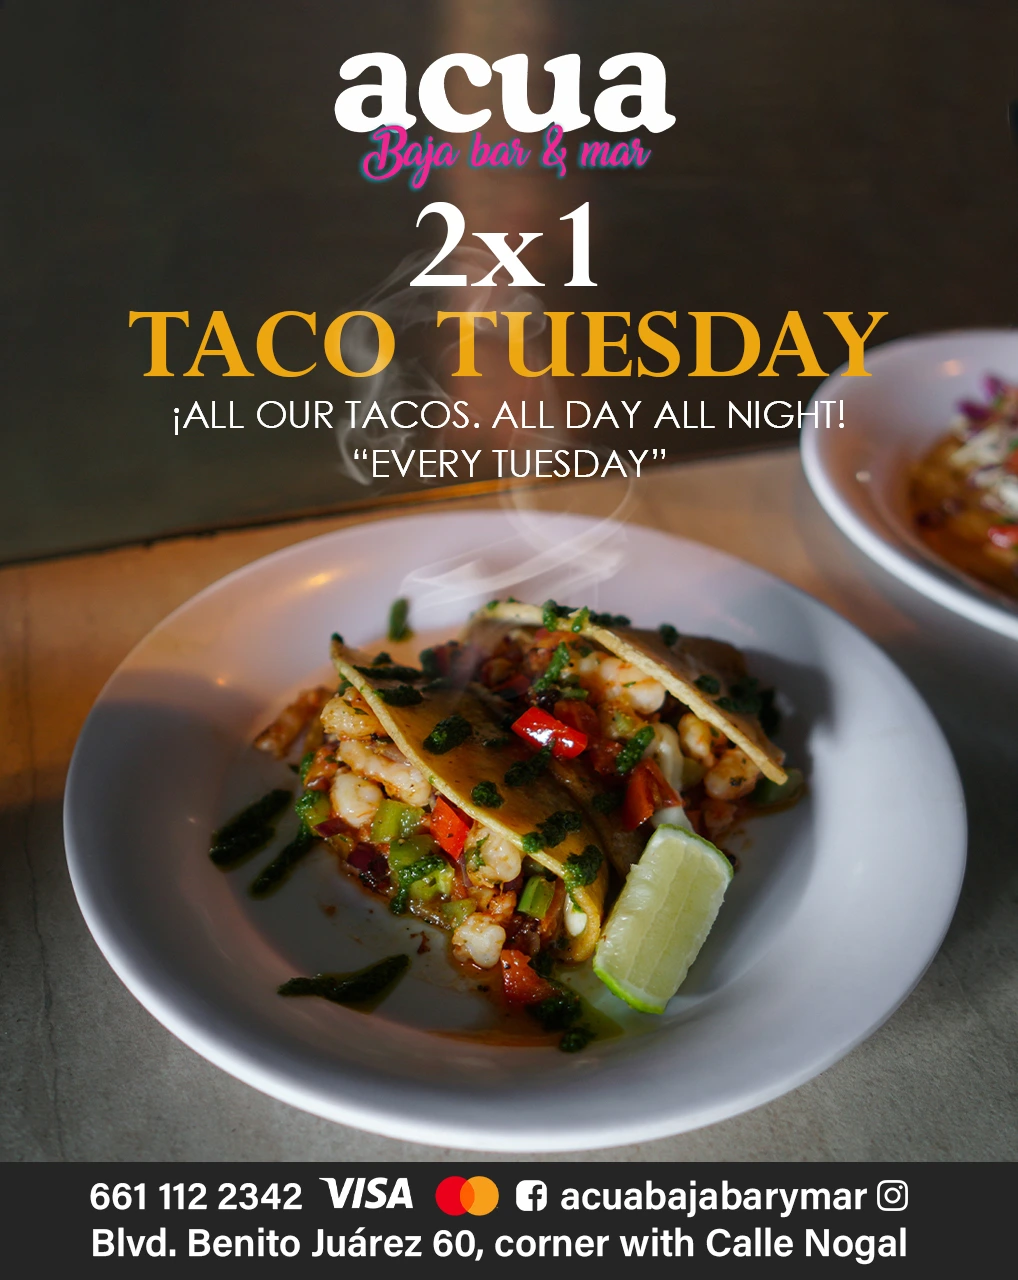 acua
Baja bar & mar
2x1
TACO TUESDAY
¡ALL OUR TACOS. ALL DAY ALL NIGHT!
“EVERY TUESDAY”
661 112 2342 VISA acuabajabarymar
Blvd. Benito Juárez 60, corner with Calle Nogal